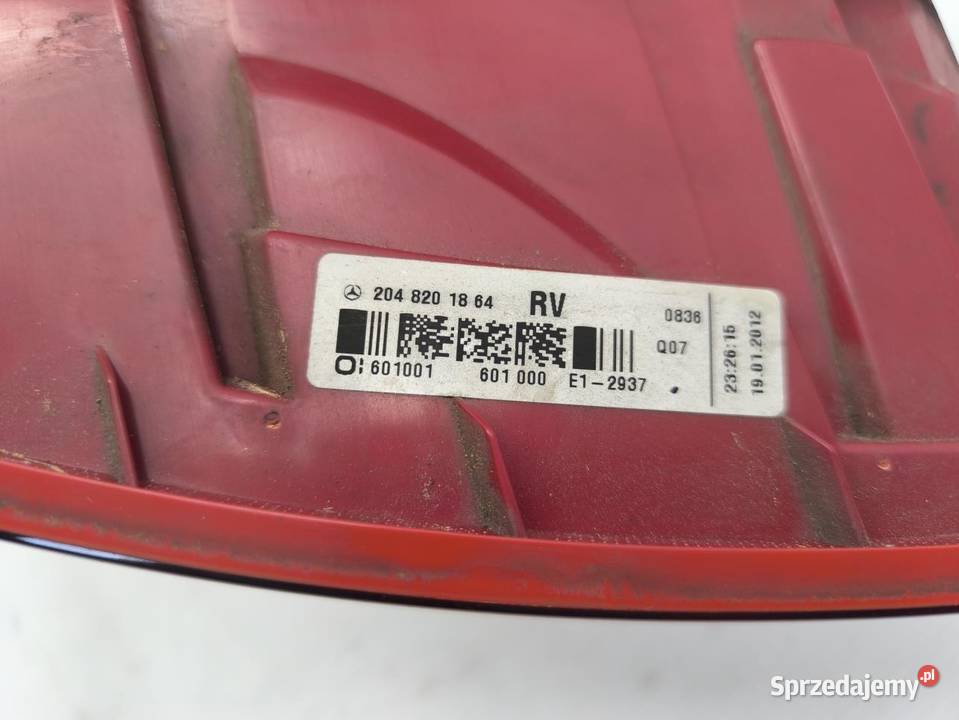 204 820 18 64 RV
0836
Q07
O: 601001 601 000 E1-2937
23:26:15
19.01.2012
Sprzedajemy.pl